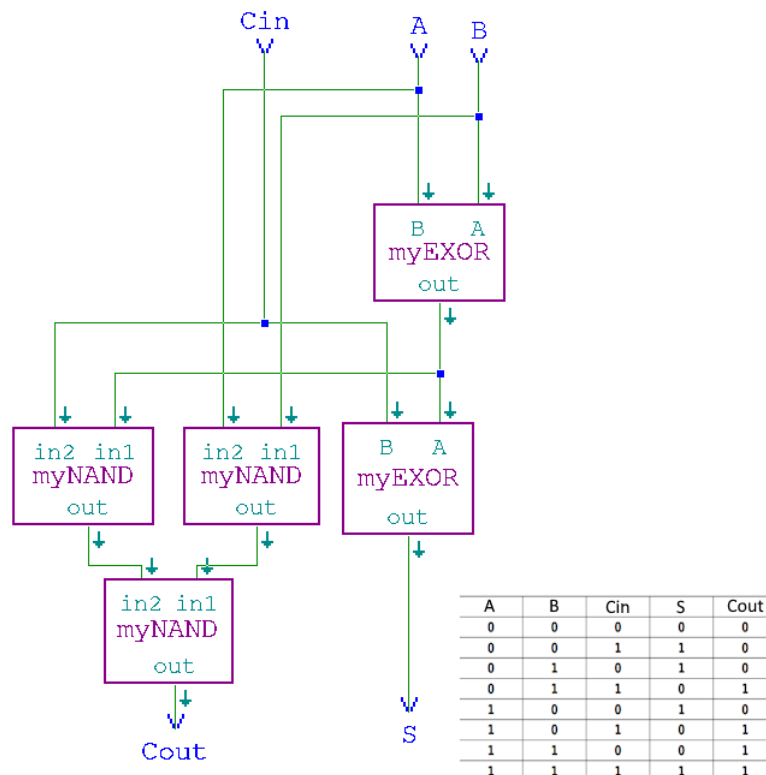 Cin A B
B A
myEXOR
out
in2 in1
myNAND
out
in2 in1
myNAND
out
B A
myEXOR
out
in2 in1
myNAND
out
Cout
S
A B Cin S Cout
0 0 0 0 0
0 0 1 1 0
0 1 0 1 0
0 1 1 0 1
1 0 0 1 0
1 0 1 0 1
1 1 0 0 1
1 1 1 1 1